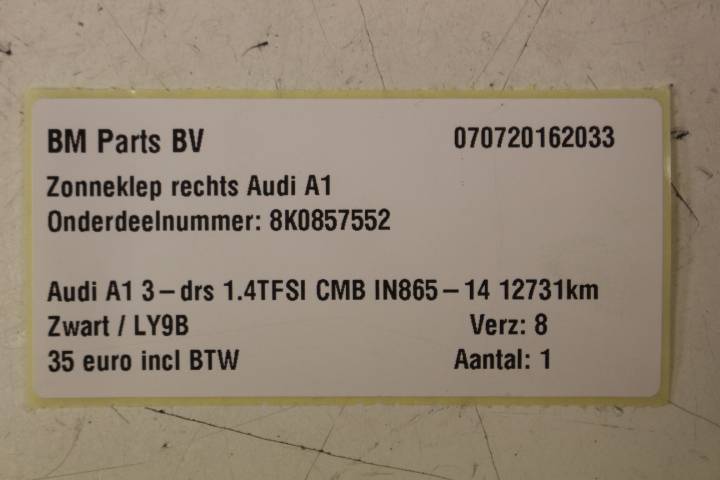 BM Parts BV 070720162033
Zonneklep rechts Audi A1
Onderdeelnummer: 8K0857552
Audi A1 3-drs 1.4TFSI CMB IN865-14 12731km
Zwart / LY9B Verz: 8
35 euro incl BTW Aantal: 1